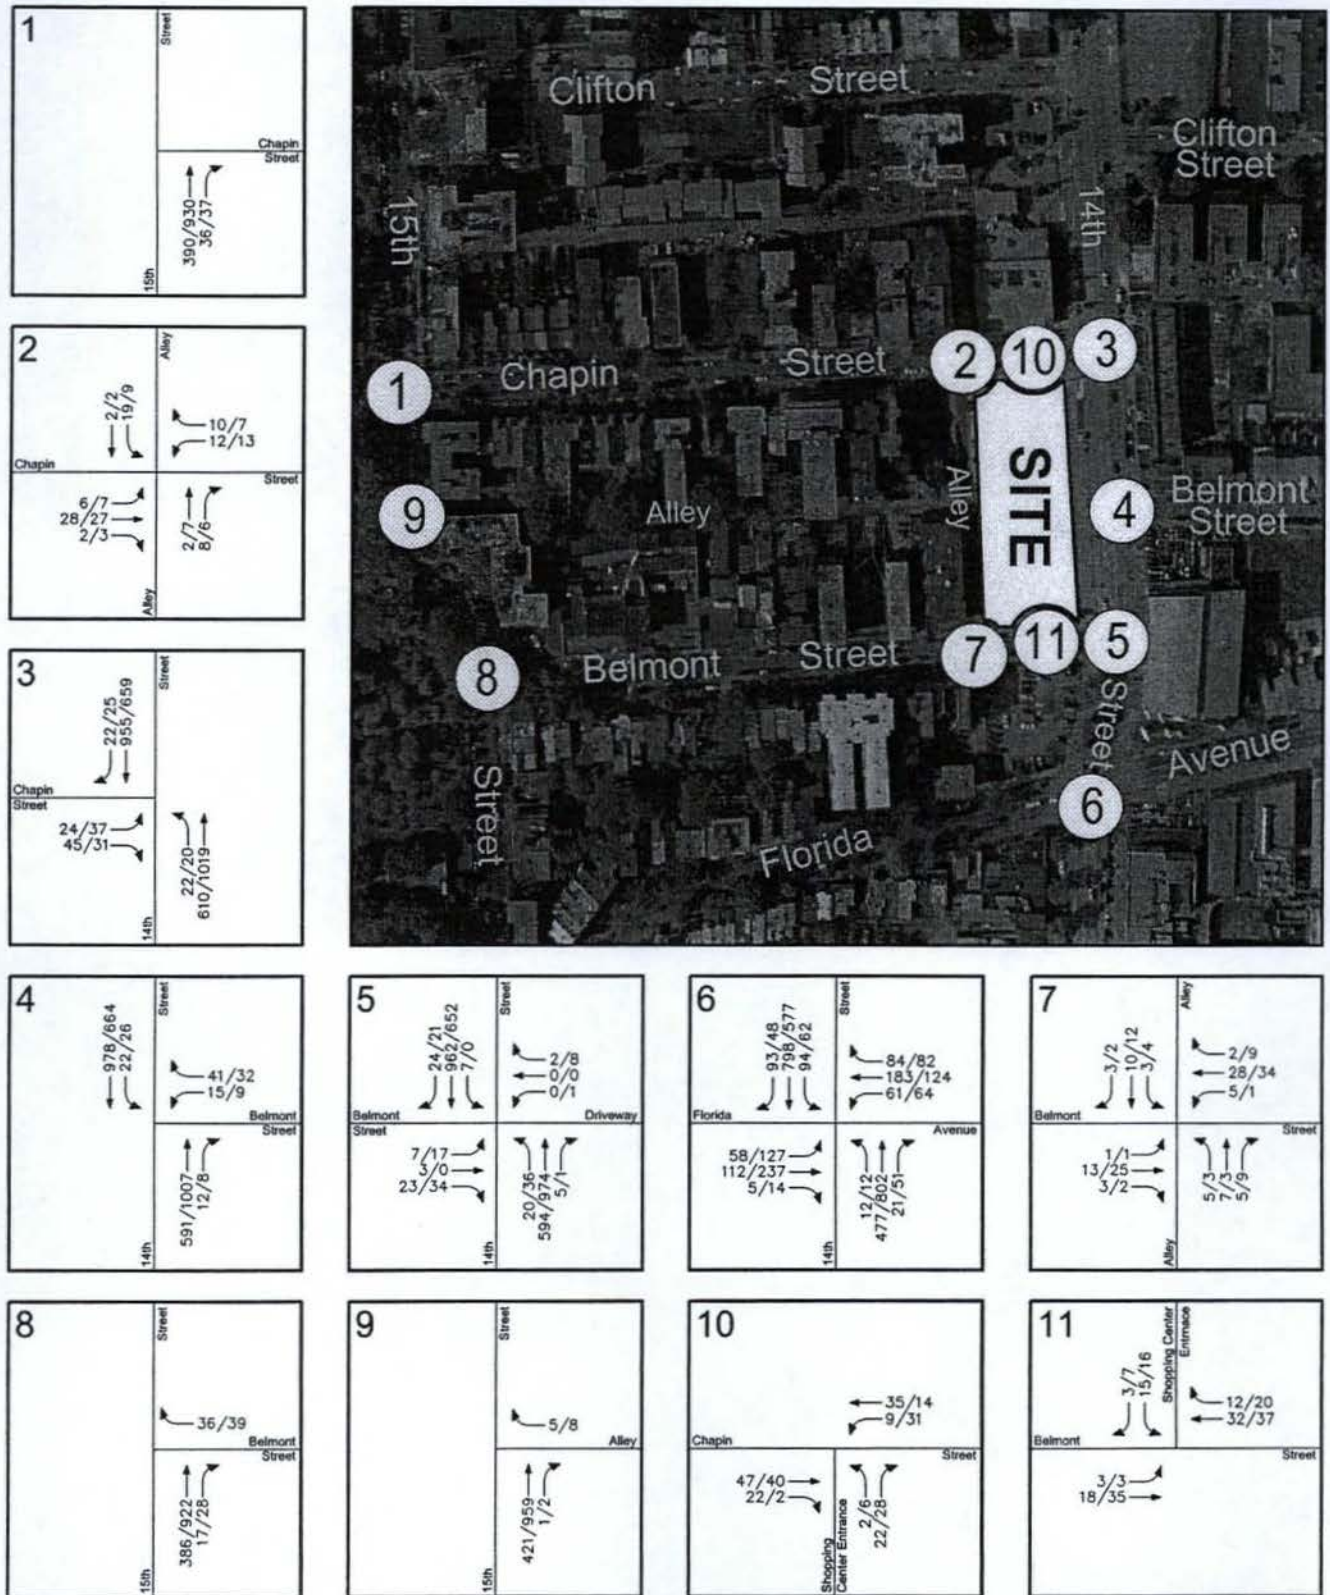 1
Street
Chapin
Street
390/930
36/37
15th
2
Alley
2/2
19/9
10/7
12/13
Chapin
Street
6/7
28/27
2/3
2/7
8/6
Alley
3
Street
22/25
955/659
Chapin
Street
24/37
45/31
22/20
610/1019
14th
Clifton Street
Clifton
Street
15th
14th
1
Chapin Street
2
10
3
9
Alley
Alley
SITE
4
Belmont
Street
8
Belmont Street
7
11
5
Street
Street
Florida Avenue
6
4
Street
978/664
22/26
41/32
15/9
Belmont
Street
591/1007
12/8
14th
5
Street
24/21
962/652
7/0
2/8
0/0
0/1
Belmont
Driveway
Street
7/17
3/0
23/34
20/36
594/974
5/1
14th
6
Street
93/48
798/577
94/62
84/82
183/124
61/64
Florida
Avenue
58/127
112/237
5/14
12/12
477/802
21/51
14th
7
Alley
3/2
10/12
3/4
2/9
28/34
5/1
Belmont
Street
1/1
13/25
3/2
5/3
7/3
5/9
Alley
8
Street
36/39
Belmont
Street
386/922
17/28
15th
9
Street
5/8
Alley
421/959
1/2
15th
10
35/14
9/31
Chapin
Street
47/40
22/2
2/6
22/28
Shopping
Center Entrance
11
Shopping Center
Entrnace
3/7
15/16
12/20
32/37
Belmont
Street
3/3
18/35